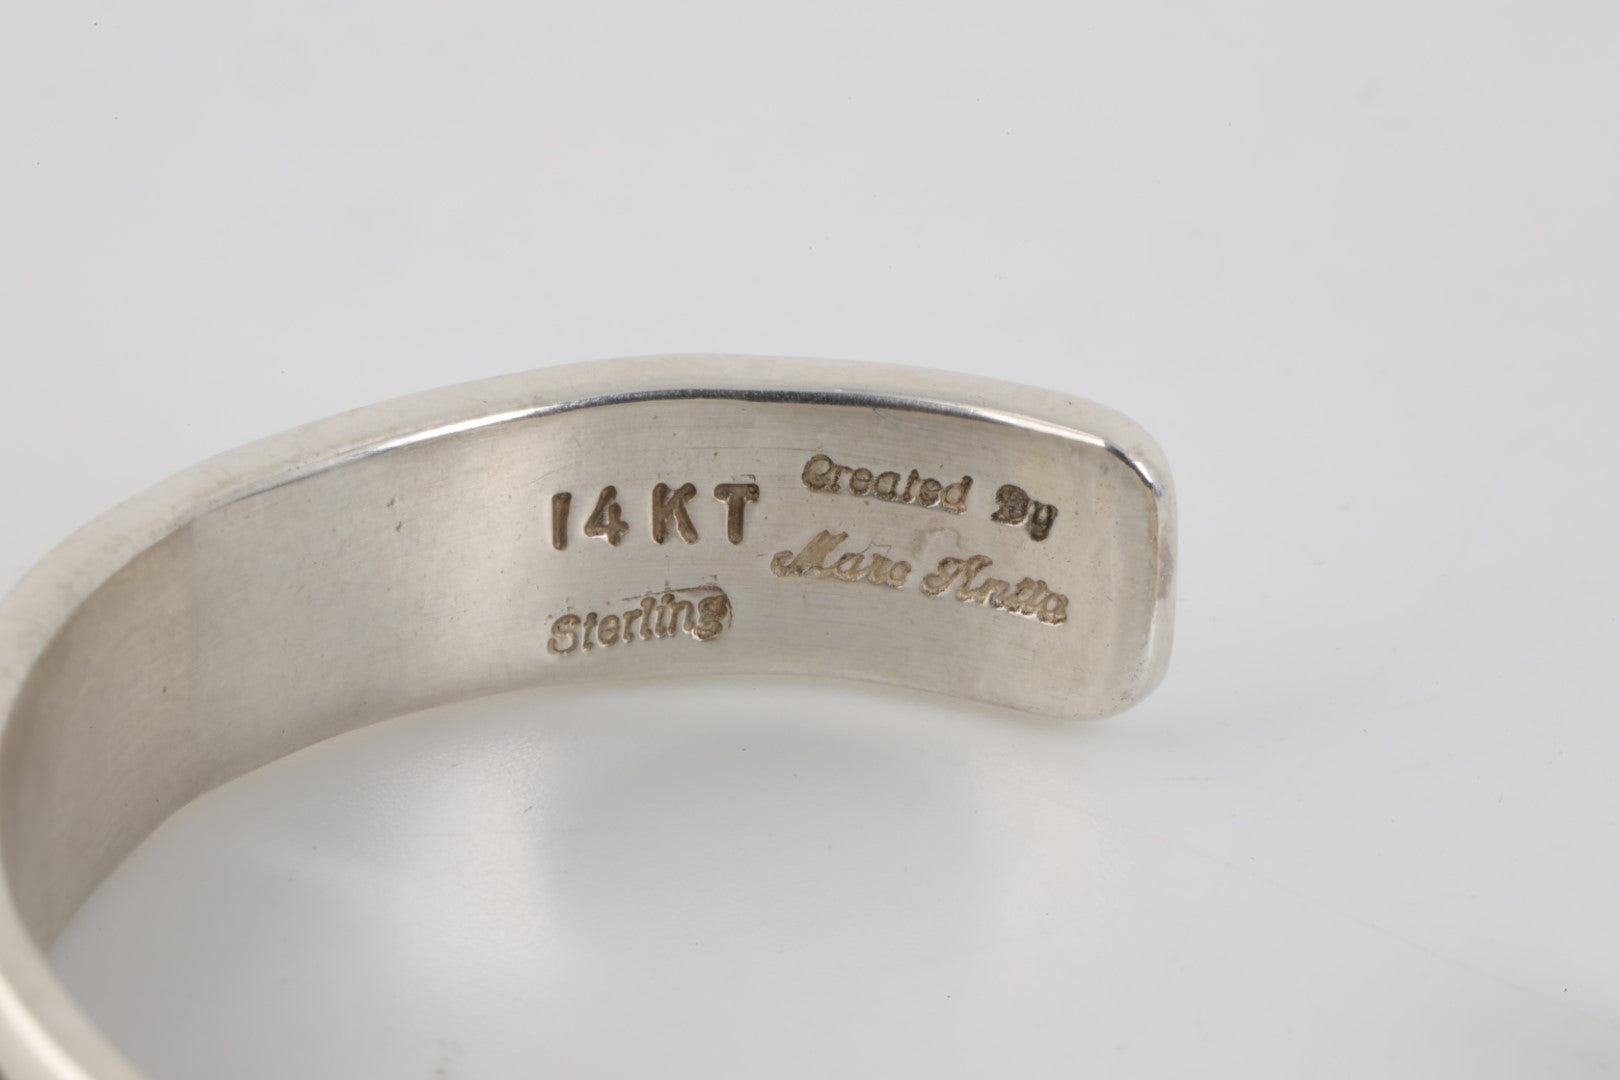 14KT
Sterling
Created By
Marc Antia